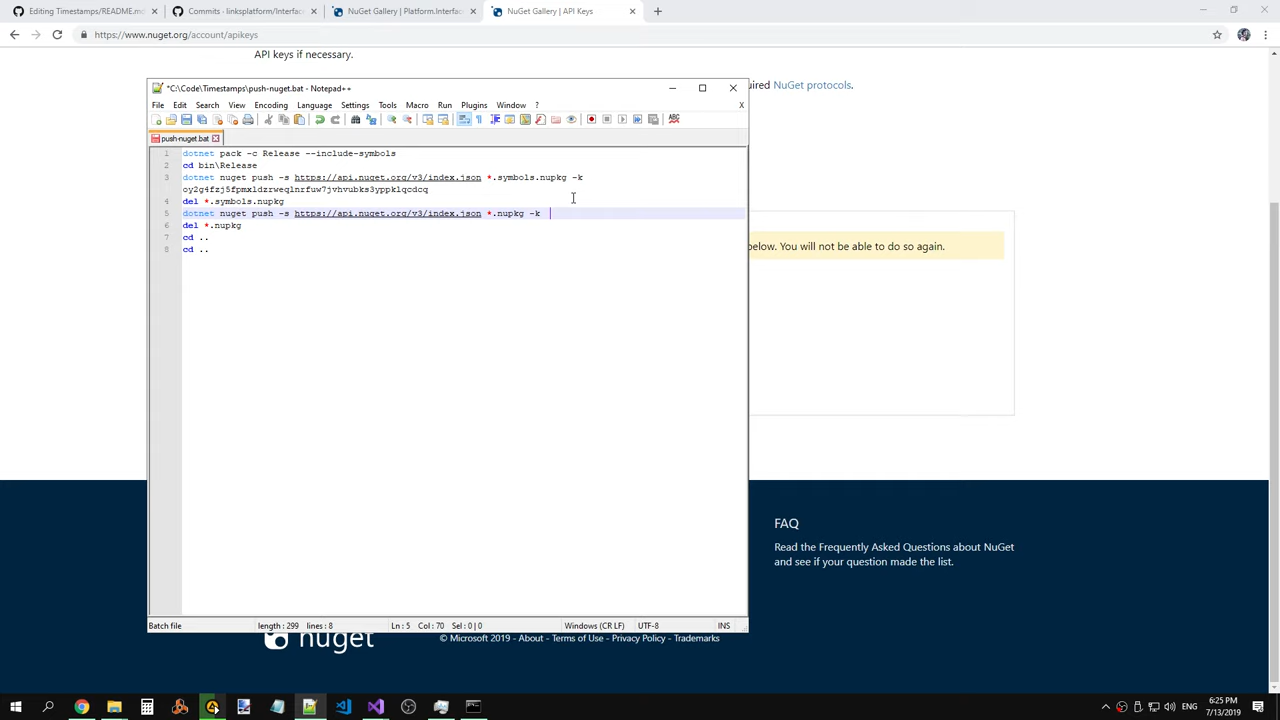 Editing Timestamps/README.md
Commits · linksplatform/Interfac
NuGet Gallery | Platform.Interfac
NuGet Gallery | API Keys
https://www.nuget.org/account/apikeys
API keys if necessary.
uired NuGet protocols.
*C:\Code\Timestamps\push-nuget.bat - Notepad++
File Edit Search View Encoding Language Settings Tools Macro Run Plugins Window ? X
push-nuget.bat
1 dotnet pack -c Release --include-symbols
2 cd bin\Release
3 dotnet nuget push -s https://api.nuget.org/v3/index.json *.symbols.nupkg -k
4 del *.symbols.nupkg
5 dotnet nuget push -s https://api.nuget.org/v3/index.json *.nupkg -k
6 del *.nupkg
7 cd ..
8 cd ..
below. You will not be able to do so again.
FAQ
Read the Frequently Asked Questions about NuGet
and see if your question made the list.
Batch file length : 299 lines : 8 Ln : 5 Col : 70 Sel : 0 | 0 Windows (CR LF) UTF-8 INS
nuget
© Microsoft 2019 - About - Terms of Use - Privacy Policy - Trademarks
ENG
6:25 PM
7/13/2019